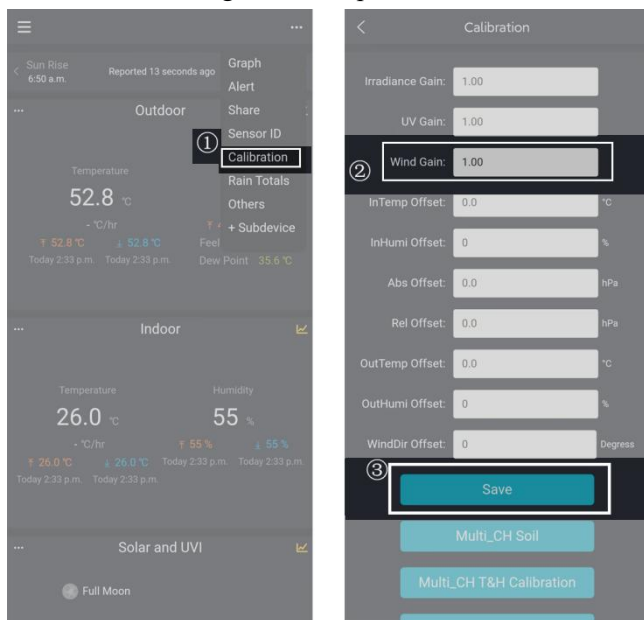 ...
Sun Rise
6:50 a.m.
Reported 13 seconds ago
Graph
Alert
Share
Sensor ID
① Calibration
Rain Totals
Others
+ Subdevice
... Outdoor
Temperature
52.8 ℃
- ℃/hr
52.8 ℃ 52.8 ℃
Today 2:33 p.m. Today 2:33 p.m.
Feel
Dew Point 35.6 ℃
... Indoor
Temperature Humidity
26.0 ℃ 55 %
- ℃/hr 55 % 55 %
26.0 ℃ 26.0 ℃ Today 2:33 p.m. Today 2:33 p.m.
Today 2:33 p.m. Today 2:33 p.m.
... Solar and UVI
Full Moon
Calibration
Irradiance Gain: 1.00
UV Gain: 1.00
② Wind Gain: 1.00
InTemp Offset: 0.0 ℃
InHumi Offset: 0 %
Abs Offset: 0.0 hPa
Rel Offset: 0.0 hPa
OutTemp Offset: 0.0 ℃
OutHumi Offset: 0 %
WindDir Offset: 0 Degress
③ Save
Multi_CH Soil
Multi_CH T&H Calibration